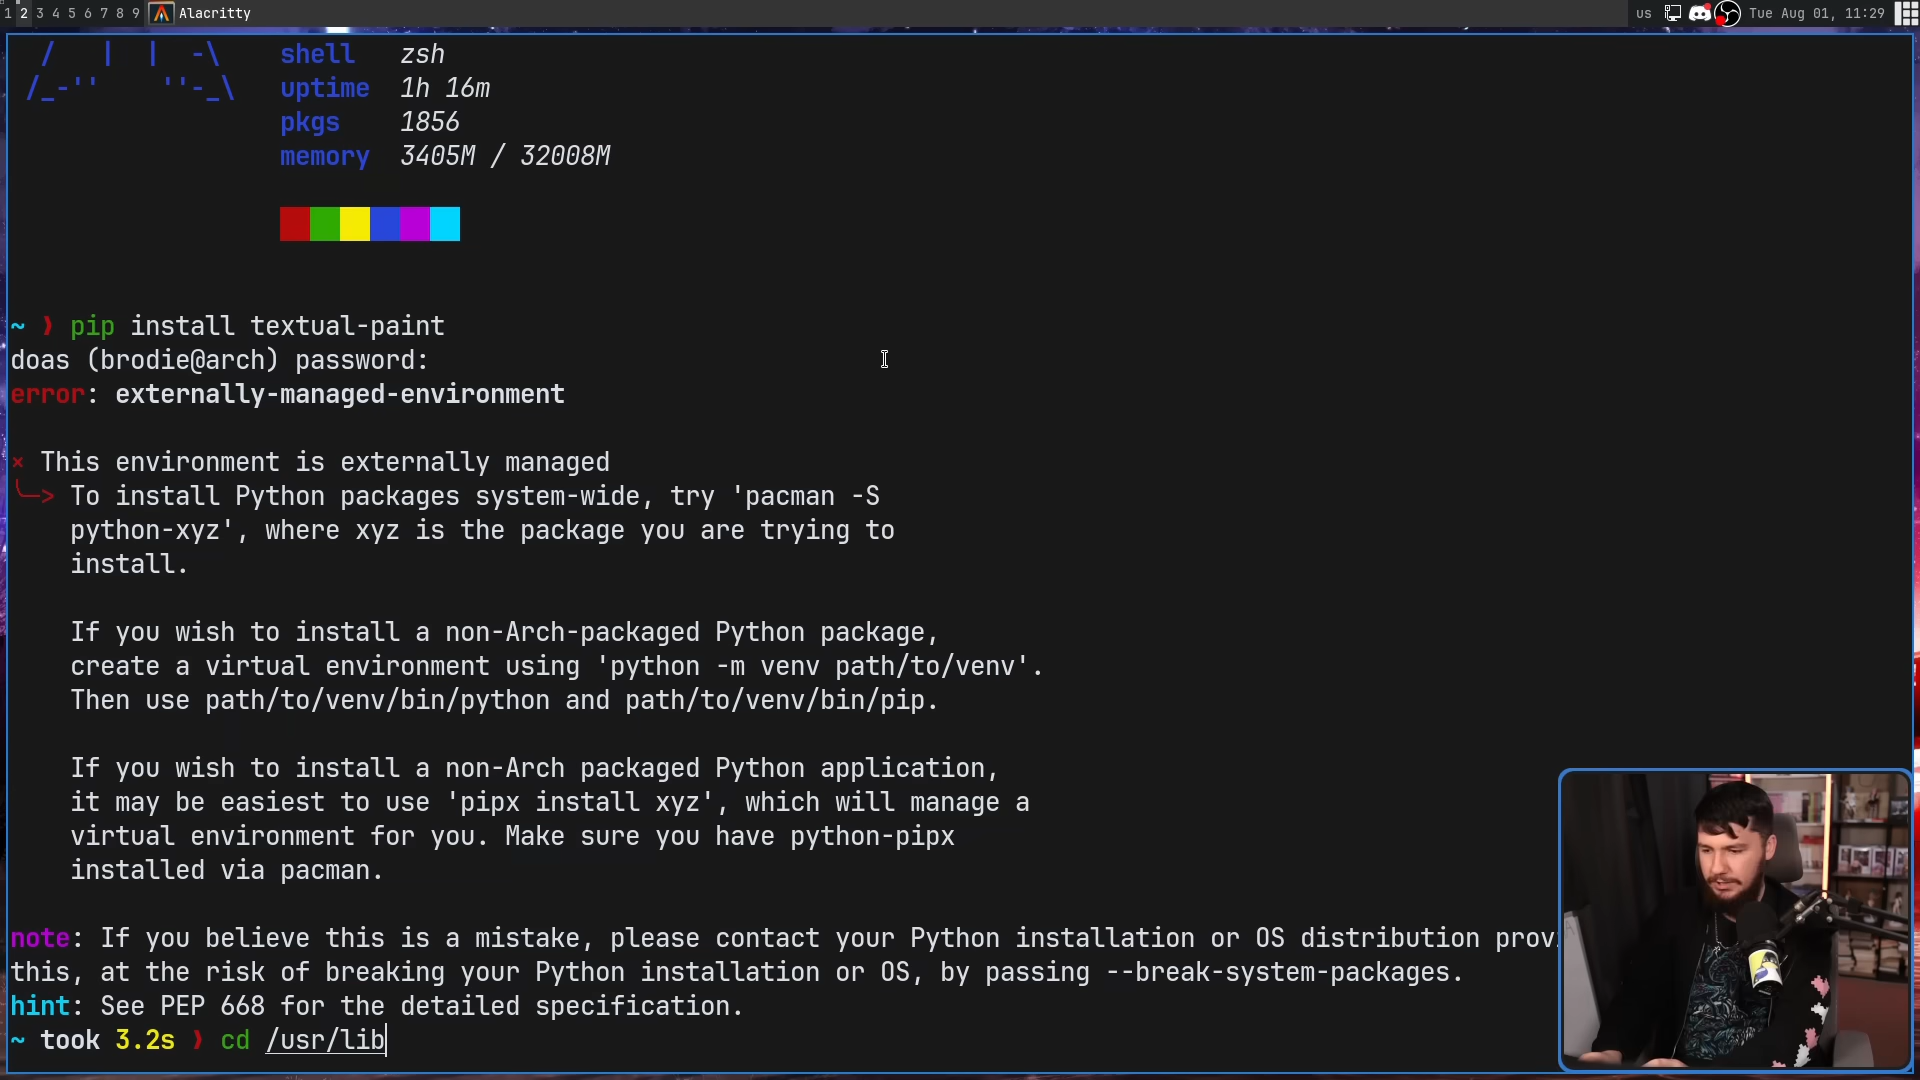 1 2 3 4 5 6 7 8 9 Alacritty us Tue Aug 01, 11:29
shell zsh
uptime 1h 16m
pkgs 1856
memory 3405M / 32008M
~ ❫ pip install textual-paint
doas (brodie@arch) password:
error: externally-managed-environment
× This environment is externally managed
╰─> To install Python packages system-wide, try 'pacman -S
python-xyz', where xyz is the package you are trying to
install.
If you wish to install a non-Arch-packaged Python package,
create a virtual environment using 'python -m venv path/to/venv'.
Then use path/to/venv/bin/python and path/to/venv/bin/pip.
If you wish to install a non-Arch packaged Python application,
it may be easiest to use 'pipx install xyz', which will manage a
virtual environment for you. Make sure you have python-pipx
installed via pacman.
note: If you believe this is a mistake, please contact your Python installation or OS distribution prov
this, at the risk of breaking your Python installation or OS, by passing --break-system-packages.
hint: See PEP 668 for the detailed specification.
~ took 3.2s ❫ cd /usr/lib